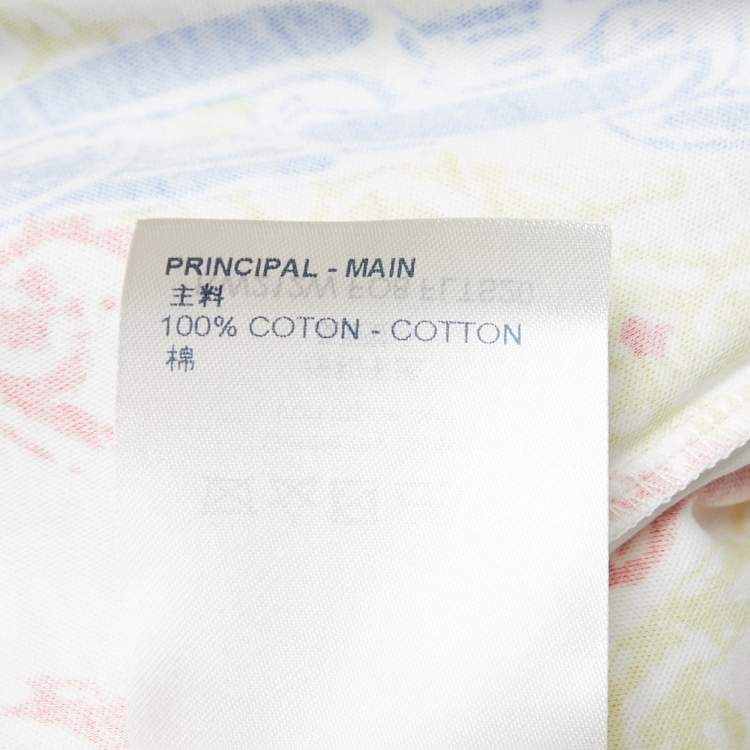 PRINCIPAL - MAIN
主料
100% COTON - COTTON
棉